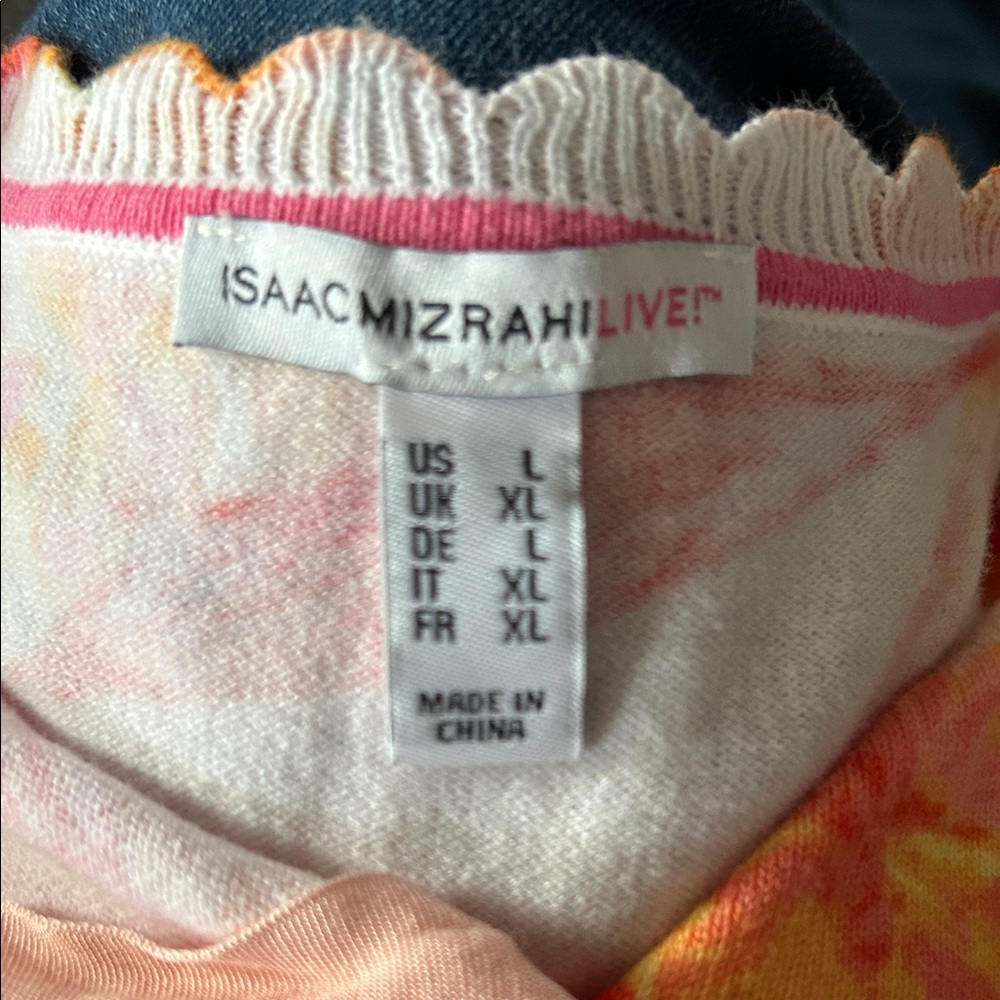 ISAACMIZRAHILIVE!™
US L
UK XL
DE L
IT XL
FR XL
MADE IN
CHINA